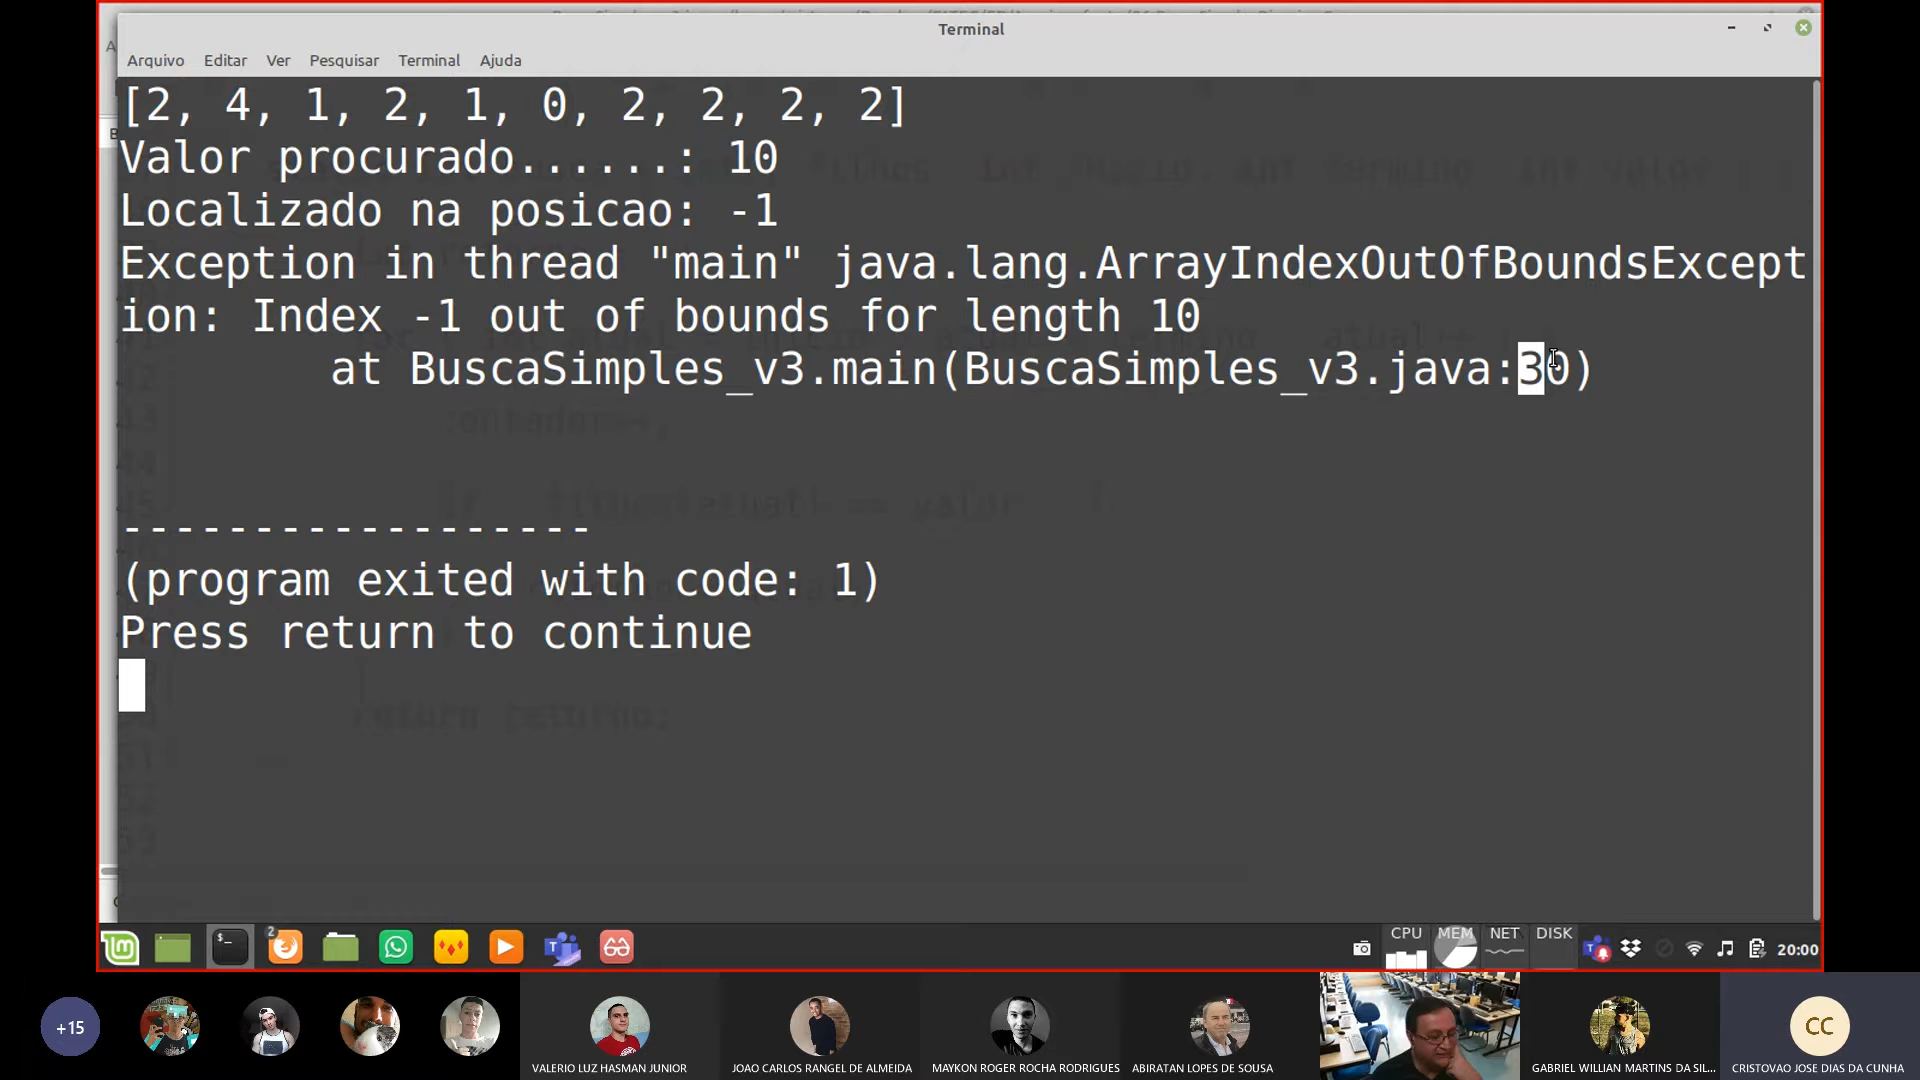 Terminal
Arquivo Editar Ver Pesquisar Terminal Ajuda
[2, 4, 1, 2, 1, 0, 2, 2, 2, 2]
Valor procurado......: 10
Localizado na posicao: -1
Exception in thread "main" java.lang.ArrayIndexOutOfBoundsExcept
ion: Index -1 out of bounds for length 10
at BuscaSimples_v3.main(BuscaSimples_v3.java:30)
------------------
(program exited with code: 1)
Press return to continue
2
CPU MEM NET DISK
20:00
+15
VALERIO LUZ HASMAN JUNIOR
JOAO CARLOS RANGEL DE ALMEIDA
MAYKON ROGER ROCHA RODRIGUES
ABIRATAN LOPES DE SOUSA
GABRIEL WILLIAN MARTINS DA SIL...
CC
CRISTOVAO JOSE DIAS DA CUNHA